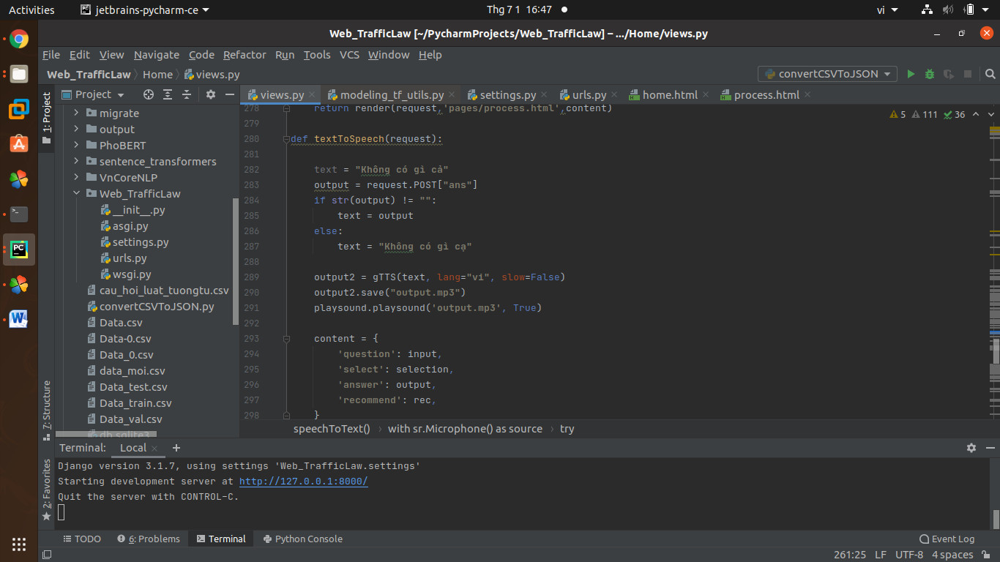 Activities jetbrains-pycharm-ce Thg 7 1 16:47 vi
Web_TrafficLaw [~/PycharmProjects/Web_TrafficLaw] – .../Home/views.py
File Edit View Navigate Code Refactor Run Tools VCS Window Help
Web_TrafficLaw Home views.py convertCSVToJSON
1: Project
Project
views.py modeling_tf_utils.py settings.py urls.py home.html process.html
5 111 36
migrate
output
PhoBERT
sentence_transformers
VnCoreNLP
Web_TrafficLaw
__init__.py
asgi.py
settings.py
urls.py
wsgi.py
cau_hoi_luat_tuongtu.csv
convertCSVToJSON.py
Data.csv
Data-0.csv
Data_0.csv
data_moi.csv
Data_test.csv
Data_train.csv
Data_val.csv
db.sqlite3
278 return render(request,'pages/process.html',content)
279
280 def textToSpeech(request):
281
282 text = "Không có gì cả"
283 output = request.POST["ans"]
284 if str(output) != "":
285 text = output
286 else:
287 text = "Không có gì cạ"
288
289 output2 = gTTS(text, lang="vi", slow=False)
290 output2.save("output.mp3")
291 playsound.playsound('output.mp3', True)
292
293 content = {
294 'question': input,
295 'select': selection,
296 'answer': output,
297 'recommend': rec,
298 }
speechToText() with sr.Microphone() as source try
7: Structure
2: Favorites
Terminal: Local
Django version 3.1.7, using settings 'Web_TrafficLaw.settings'
Starting development server at http://127.0.0.1:8000/
Quit the server with CONTROL-C.
TODO 6: Problems Terminal Python Console Event Log
261:25 LF UTF-8 4 spaces